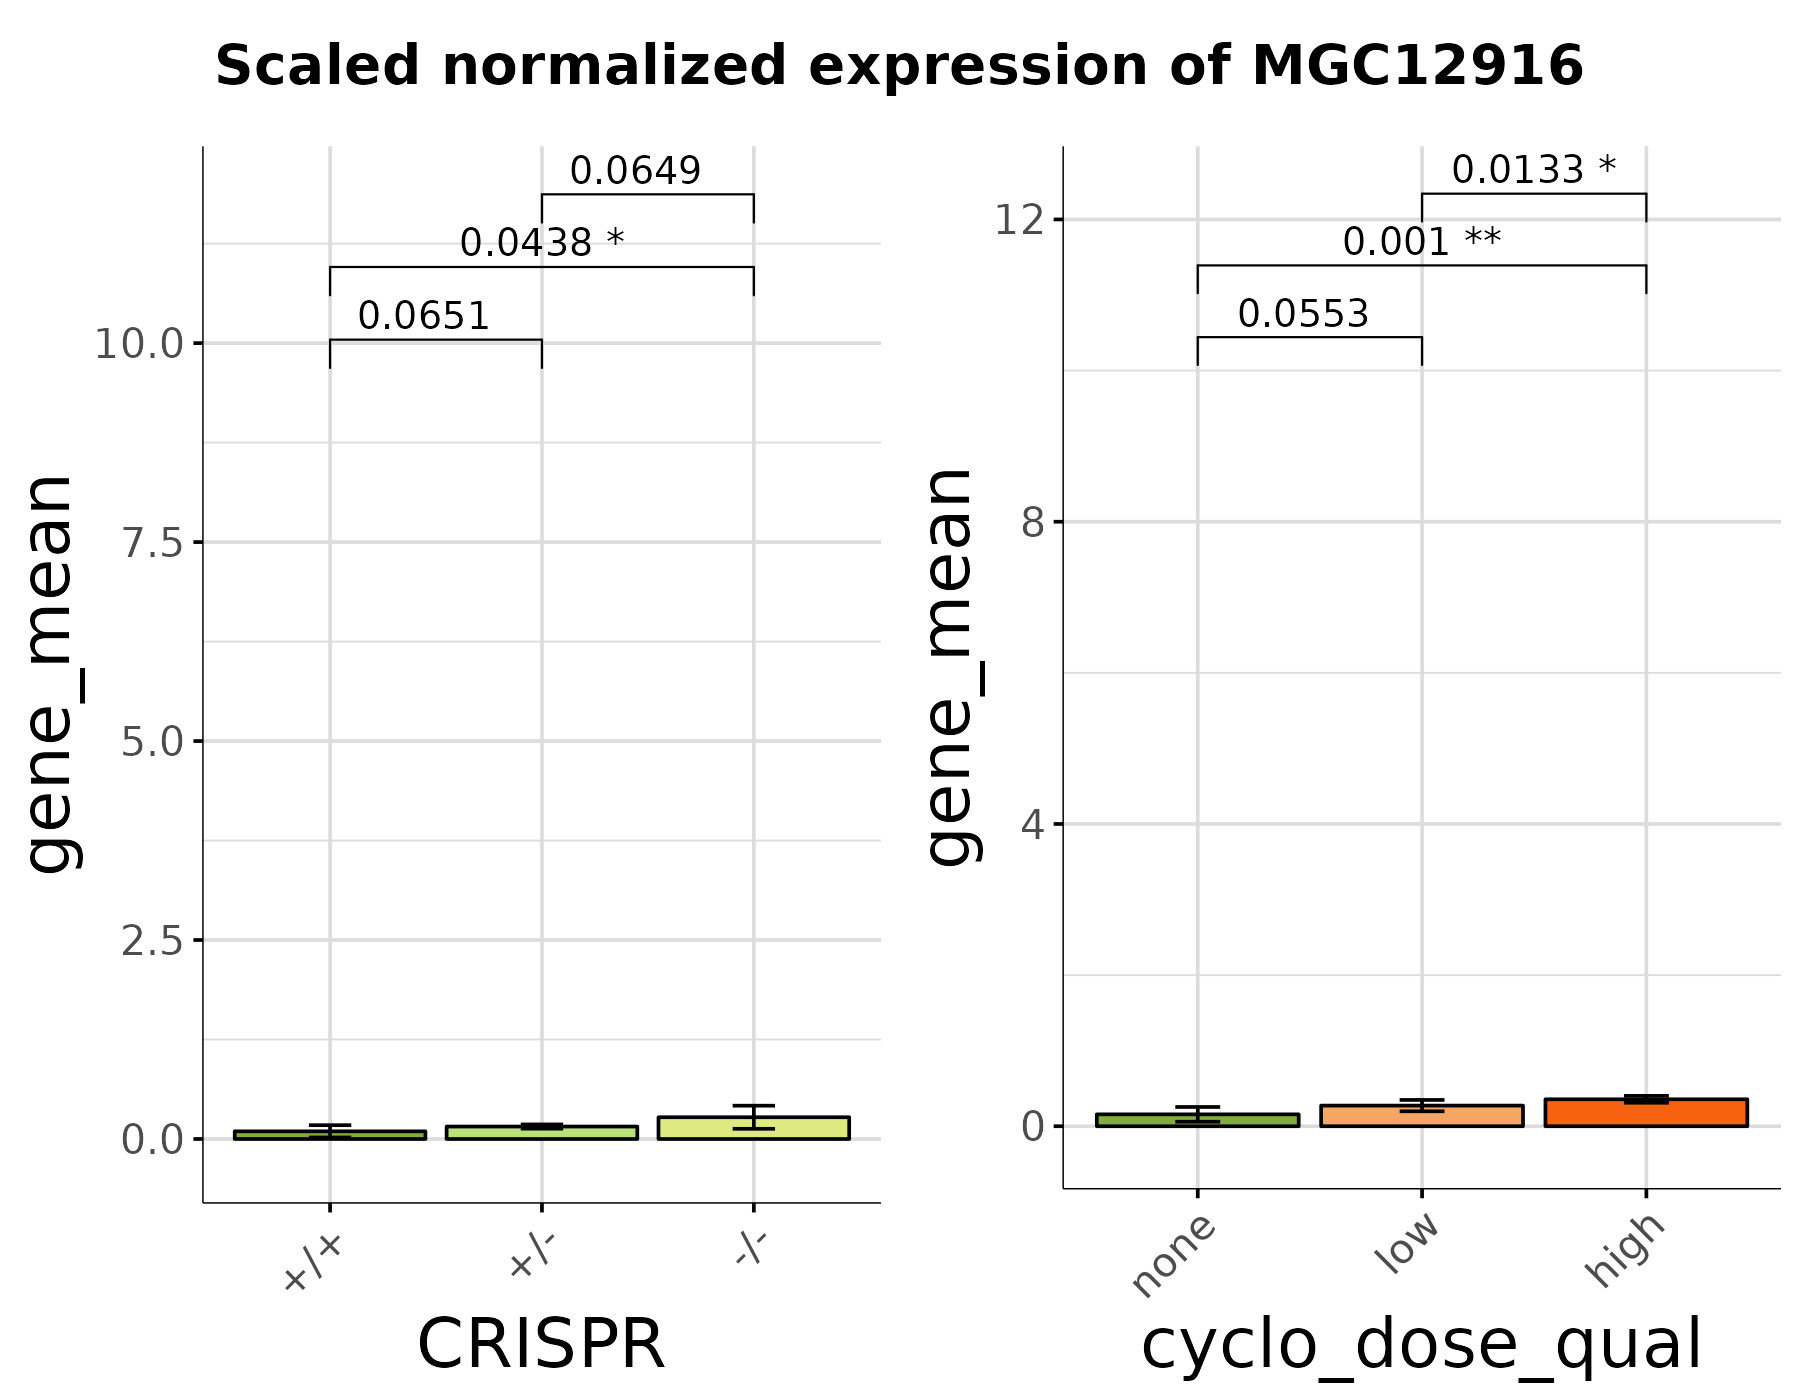 Scaled normalized expression of MGC12916
gene_mean
10.0
7.5
5.0
2.5
0.0
0.0649
0.0438 *
0.0651
+/+
+/-
-/-
CRISPR
gene_mean
12
8
4
0
0.0133 *
0.001 **
0.0553
none
low
high
cyclo_dose_qual